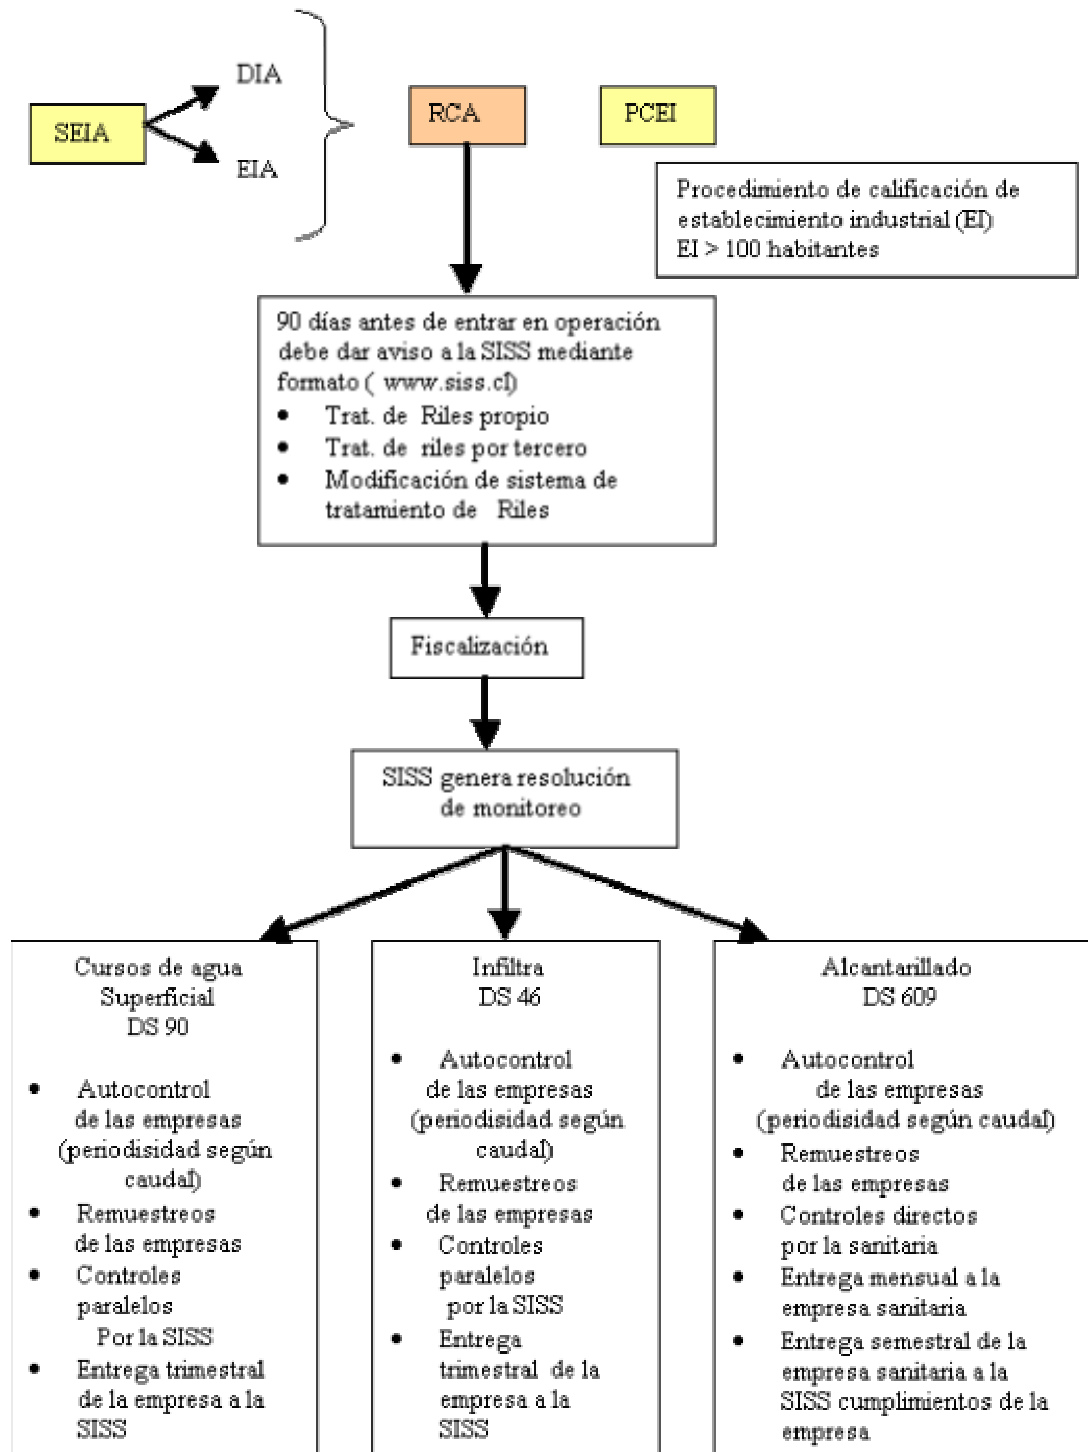 DIA
SEIA
EIA
RCA
PCEI
Procedimiento de calificación de
establecimiento industrial (EI)
EI > 100 habitantes
90 días antes de entrar en operación
debe dar aviso a la SISS mediante
formato ( www.siss.cl)
• Trat. de Riles propio
• Trat. de riles por tercero
• Modificación de sistema de
tratamiento de Riles
Fiscalización
SISS genera resolución
de monitoreo
Cursos de agua
Superficial
DS 90
• Autocontrol
de las empresas
(periodisidad según
caudal)
• Remuestreos
de las empresas
• Controles
paralelos
Por la SISS
• Entrega trimestral
de la empresa a la
SISS
Infiltra
DS 46
• Autocontrol
de las empresas
(periodisidad según
caudal)
• Remuestreos
de las empresas
• Controles
paralelos
por la SISS
• Entrega
trimestral de la
empresa a la
SISS
Alcantarillado
DS 609
• Autocontrol
de las empresas
(periodisidad según caudal)
• Remuestreos
de las empresas
• Controles directos
por la sanitaria
• Entrega mensual a la
empresa sanitaria
• Entrega semestral de la
empresa sanitaria a la
SISS cumplimientos de la
empresa